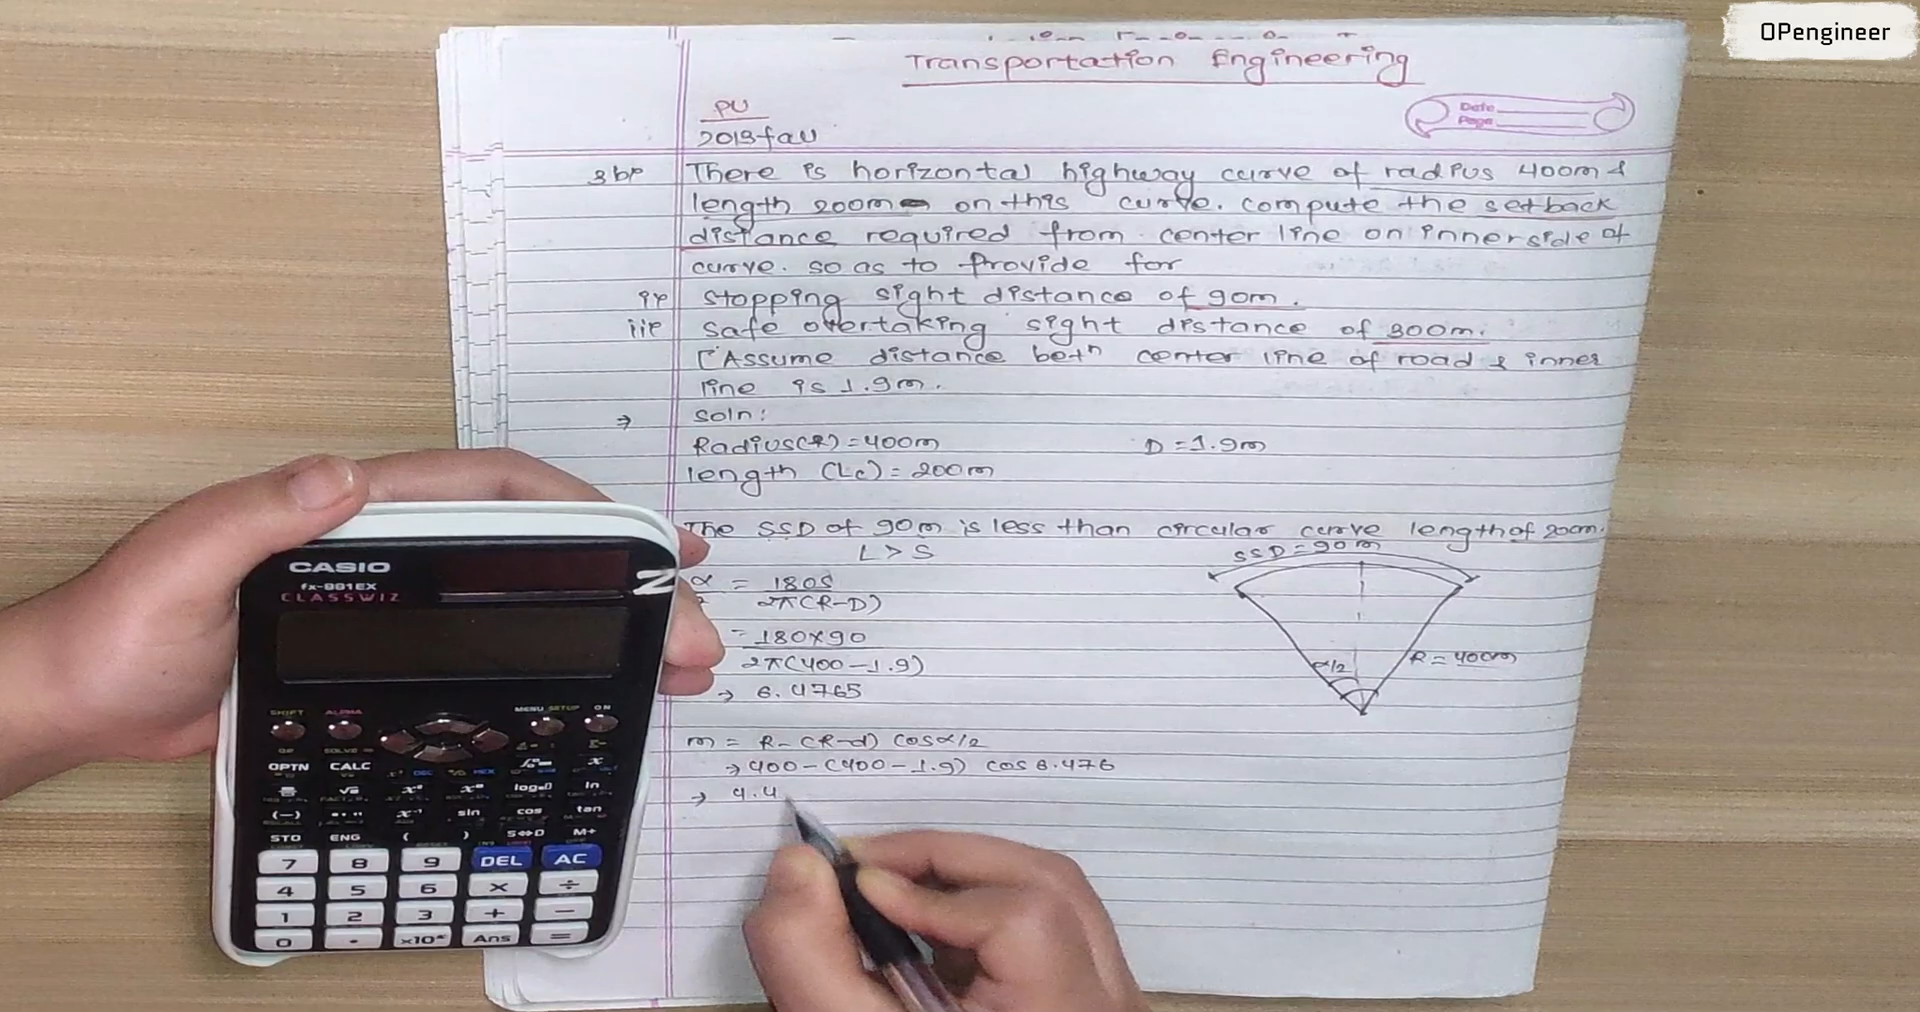 OPengineer
Transportation Engineering
PU
2013 fall
Date
Page
3b) There is horizontal highway curve of radius 400m &
length 200m on this curve. compute the setback
distance required from center line on inner side of
curve. so as to provide for
i) stopping sight distance of 90m.
ii) safe overtaking sight distance of 300m.
[Assume distance betn center line of road & inner
line is 1.9m.
⇒ soln:
Radius(R) = 400m D = 1.9m
length (Lc) = 200m
The SSD of 90m is less than circular curve length of 200m.
L > S
SSD = 90m
α = 180S
2π(R-D)
= 180×90
2π(400-1.9)
α/2 R = 400m
→ 6.4765
m = R-(R-d) cosα/2
→ 400-(400-1.9) cos 6.476
→ 4.4
CASIO
fx-991EX
CLASSWIZ
SHIFT ALPHA MENU SETUP ON
OPTN CALC
log ln
(-) sin cos tan
STO ENG ( ) S⇔D M+
7 8 9 DEL AC
4 5 6 × ÷
1 2 3 + −
0 . ×10ˣ Ans =